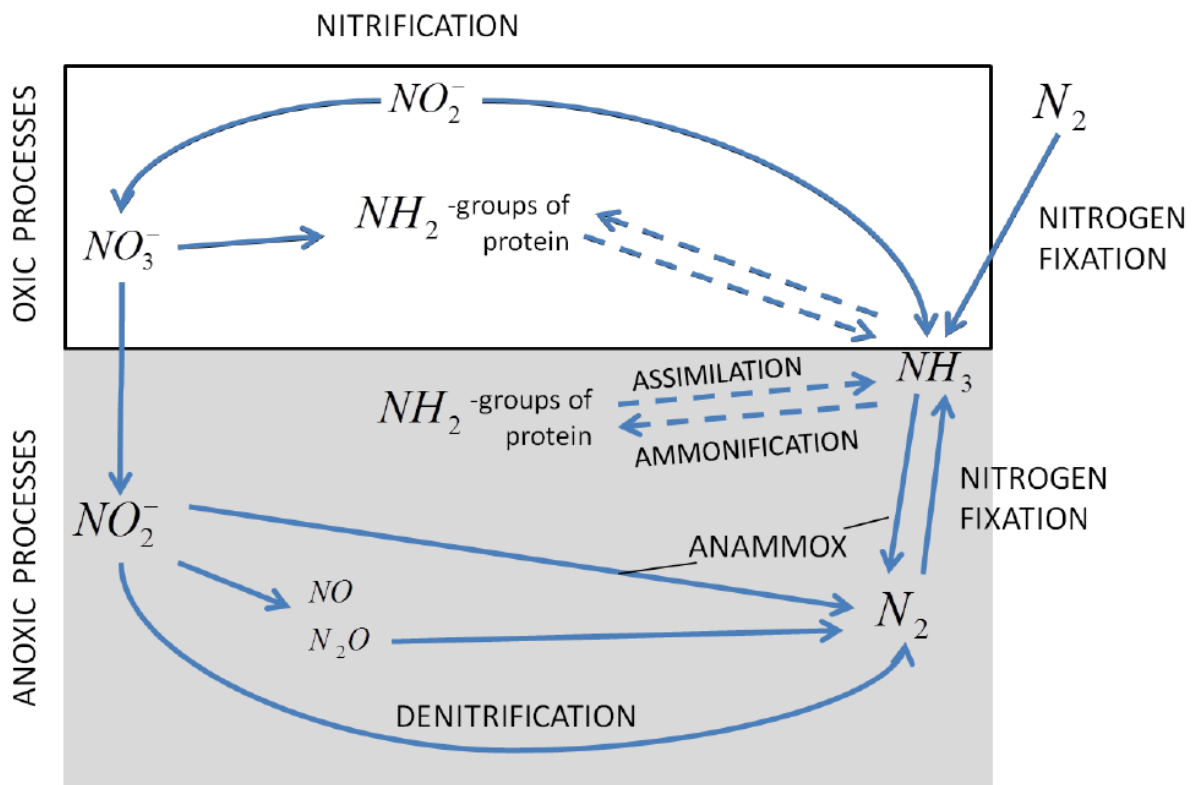 NITRIFICATION
OXIC PROCESSES
NO₂⁻
N₂
NH₂ -groups of
protein
NO₃⁻
NITROGEN
FIXATION
NH₃
ASSIMILATION
NH₂ -groups of
protein
AMMONIFICATION
ANOXIC PROCESSES
NITROGEN
FIXATION
NO₂⁻
ANAMMOX
NO
N₂O
N₂
DENITRIFICATION